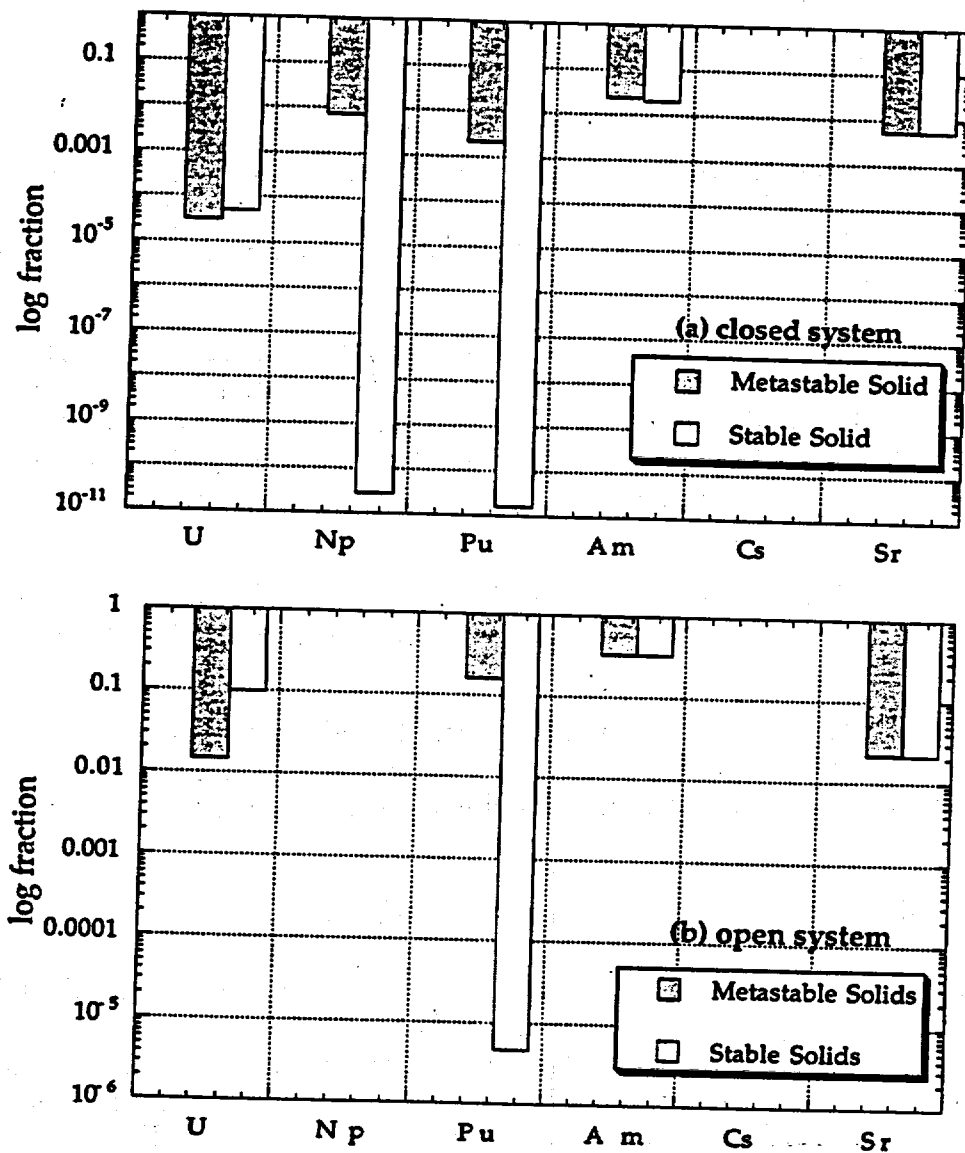 log fraction
0.1
0.001
10-5
10-7
10-9
10-11
(a) closed system
Metastable Solid
Stable Solid
U Np Pu Am Cs Sr
log fraction
1
0.1
0.01
0.001
0.0001
10-5
10-6
(b) open system
Metastable Solids
Stable Solids
U Np Pu Am Cs Sr